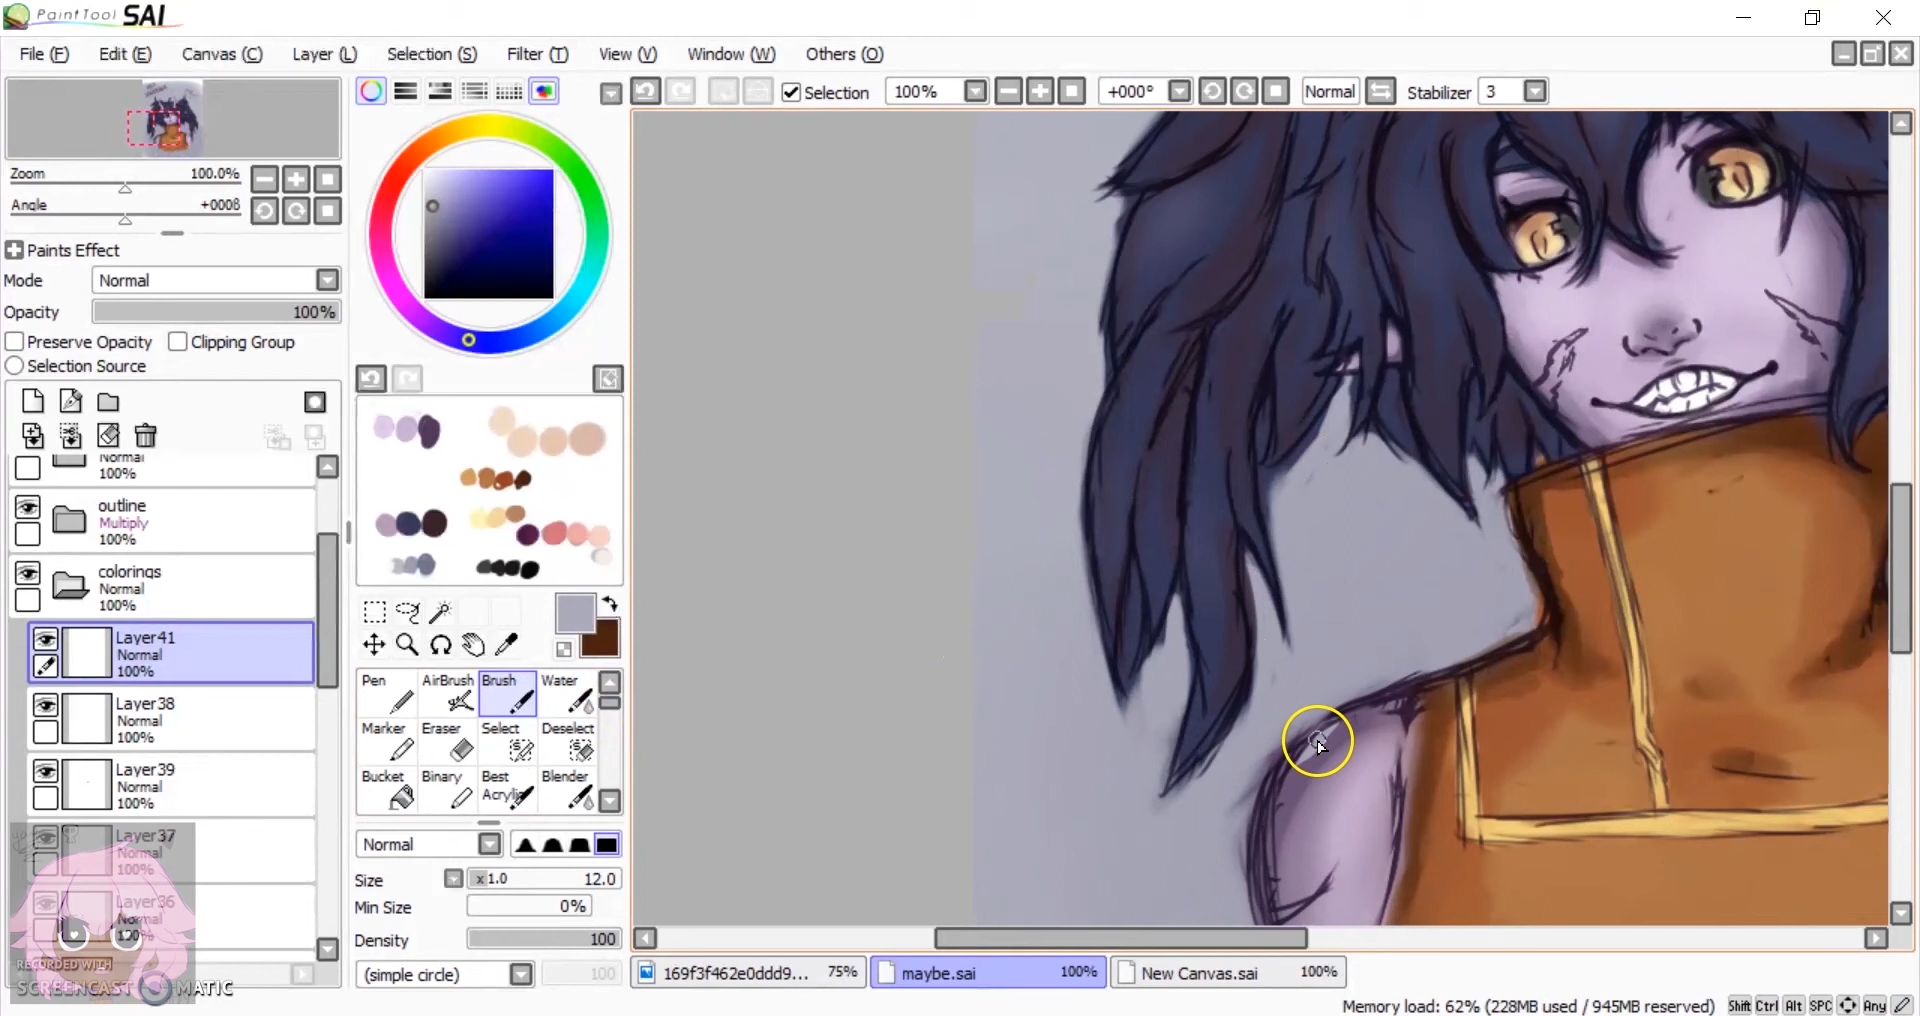 PaintTool SAI
File (F) Edit (E) Canvas (C) Layer (L) Selection (S) Filter (T) View (V) Window (W) Others (O)
Selection 100% +000° Normal Stabilizer 3
Zoom 100.0%
Angle +000ß
Paints Effect
Mode Normal
Opacity 100%
Preserve Opacity Clipping Group
Selection Source
Normal
100%
outline
Multiply
100%
colorings
Normal
100%
Layer41
Normal
100%
Layer38
Normal
100%
Layer39
Normal
100%
Layer37
Normal
100%
Layer36
Normal
100%
RECORDED WITH
SCREENCAST MATIC
Pen AirBrush Brush Water
Marker Eraser Select Deselect
Bucket Binary Best Acrylic Blender
Normal
Size x1.0 12.0
Min Size 0%
Density 100
(simple circle) 100
169f3f462e0ddd9... 75% maybe.sai 100% New Canvas.sai 100%
Memory load: 62% (228MB used / 945MB reserved) Shift Ctrl Alt SPC Any